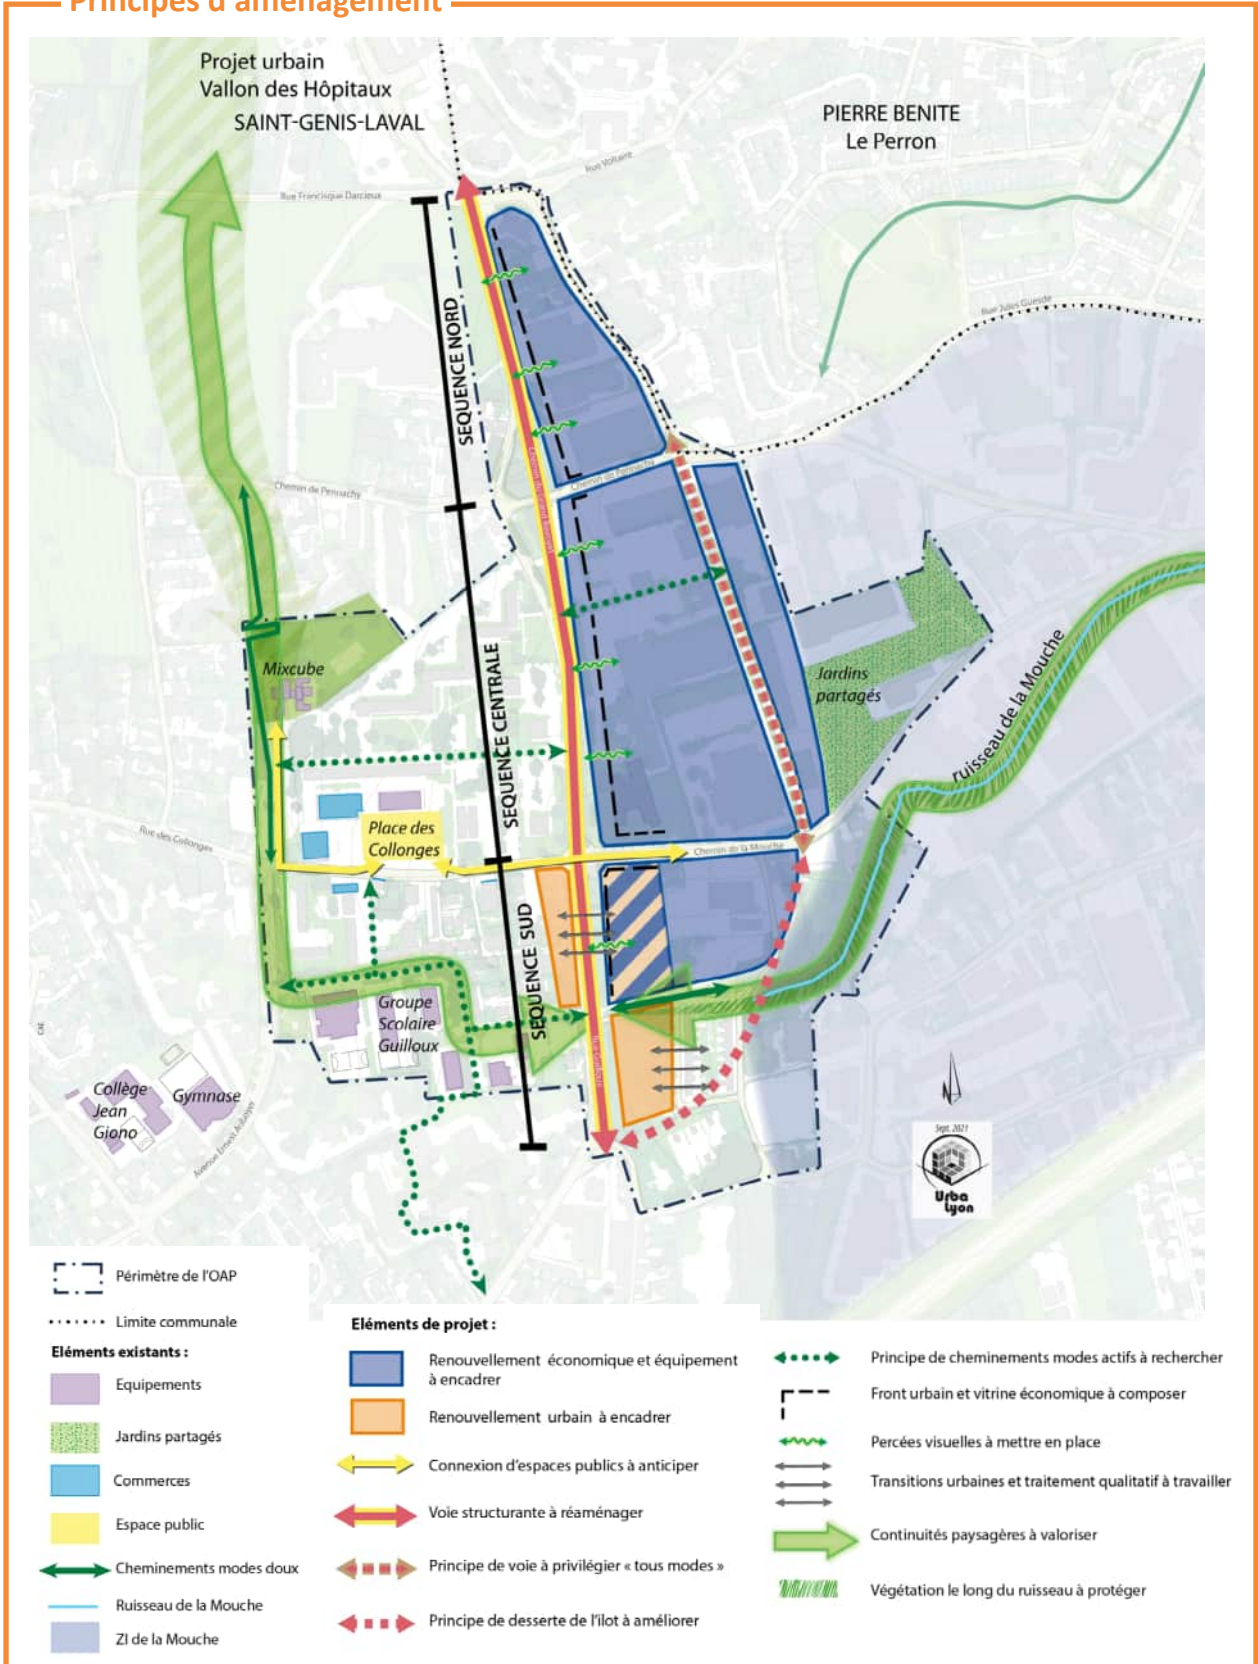 Principes d'aménagement
Projet urbain
Vallon des Hôpitaux
SAINT-GENIS-LAVAL
PIERRE BENITE
Le Perron
Rue Voltaire
Rue Francisque Darcieux
Rue Jules Guesde
SEQUENCE NORD
Chemin de Pennachy
Chemin de Pennachy
SEQUENCE CENTRALE
Mixcube
Jardins
partagés
ruisseau de la Mouche
Rue des Collonges
Place des
Collonges
Chemin de la Mouche
SEQUENCE SUD
Groupe
Scolaire
Guilloux
Collège
Jean
Giono
Gymnase
Avenue Ernest Auboyer
Sept. 2021
Urba
Lyon
Périmètre de l'OAP
Limite communale
Eléments existants :
Equipements
Jardins partagés
Commerces
Espace public
Cheminements modes doux
Ruisseau de la Mouche
ZI de la Mouche
Eléments de projet :
Renouvellement économique et équipement
à encadrer
Renouvellement urbain à encadrer
Connexion d'espaces publics à anticiper
Voie structurante à réaménager
Principe de voie à privilégier « tous modes »
Principe de desserte de l'îlot à améliorer
Principe de cheminements modes actifs à rechercher
Front urbain et vitrine économique à composer
Percées visuelles à mettre en place
Transitions urbaines et traitement qualitatif à travailler
Continuités paysagères à valoriser
Végétation le long du ruisseau à protéger